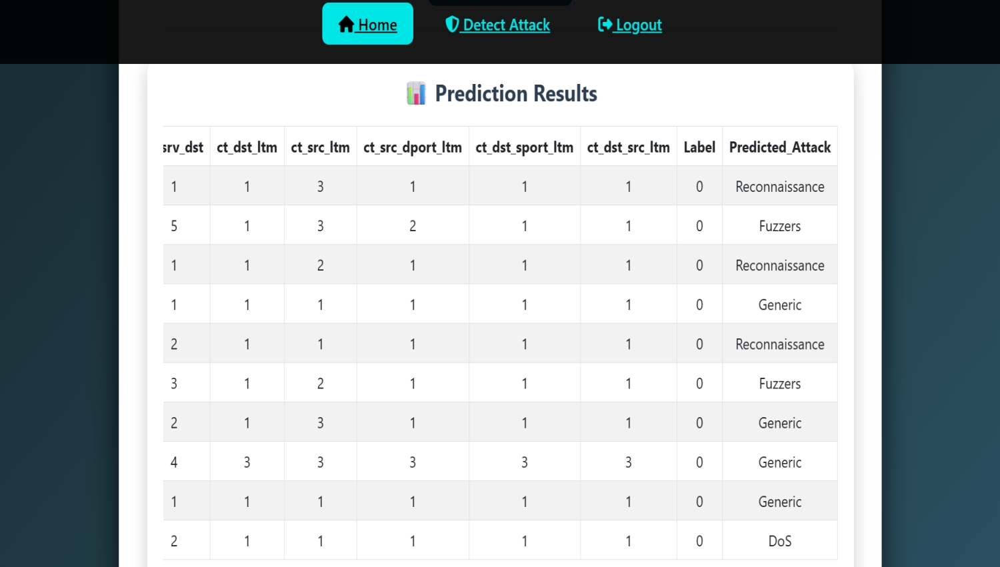 Home Detect Attack Logout
Prediction Results
srv_dst ct_dst_ltm ct_src_ltm ct_src_dport_ltm ct_dst_sport_ltm ct_dst_src_ltm Label Predicted_Attack
1 1 3 1 1 1 0 Reconnaissance
5 1 3 2 1 1 0 Fuzzers
1 1 2 1 1 1 0 Reconnaissance
1 1 1 1 1 1 0 Generic
2 1 1 1 1 1 0 Reconnaissance
3 1 2 1 1 1 0 Fuzzers
2 1 3 1 1 1 0 Generic
4 3 3 3 3 3 0 Generic
1 1 1 1 1 1 0 Generic
2 1 1 1 1 1 0 DoS